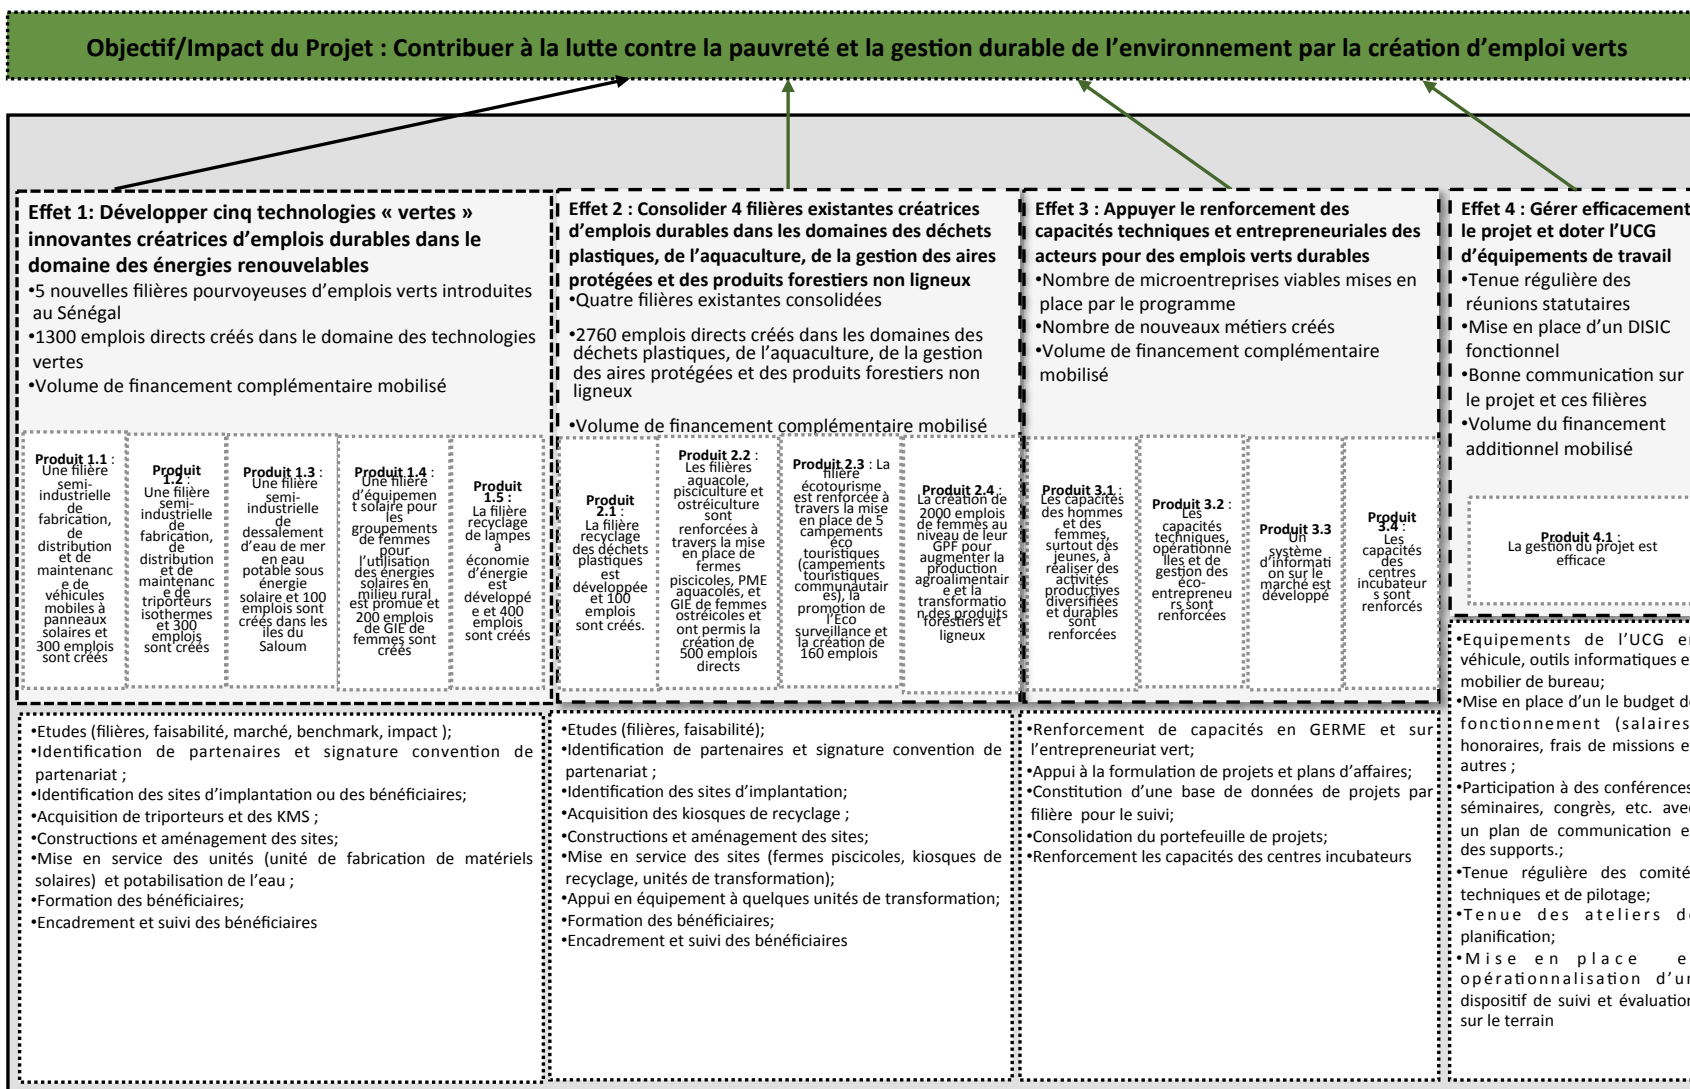 Objectif/Impact du Projet : Contribuer à la lutte contre la pauvreté et la gestion durable de l’environnement par la création d’emploi verts
Effet 1: Développer cinq technologies « vertes »
innovantes créatrices d’emplois durables dans le
domaine des énergies renouvelables
•5 nouvelles filières pourvoyeuses d’emplois verts introduites
au Sénégal
•1300 emplois directs créés dans le domaine des technologies
vertes
•Volume de financement complémentaire mobilisé
Produit 1.1 :
Une filière
semi-
industrielle
de
fabrication,
de
distribution
et de
maintenanc
e de
véhicules
mobiles à
panneaux
solaires et
300 emplois
sont créés
Produit
1.2 :
Une filière
semi-
industrielle
de
fabrication,
de
distribution
et de
maintenanc
e de
triporteurs
isothermes
et 300
emplois
sont créés
Produit 1.3 :
Une filière
semi-
industrielle
de
dessalement
d’eau de mer
en eau
potable sous
énergie
solaire et 100
emplois sont
créés dans les
iles du
Saloum
Produit 1.4 :
Une filière
d’équipemen
t solaire pour
les
groupements
de femmes
pour
l’utilisation
des énergies
solaires en
milieu rural
est promue et
200 emplois
de GIE de
femmes sont
créés
Produit
1.5 :
La filière
recyclage
de lampes
à
économie
d’énergie
est
développé
e et 400
emplois
sont créés
•Etudes (filières, faisabilité, marché, benchmark, impact );
•Identification de partenaires et signature convention de
partenariat ;
•Identification des sites d’implantation ou des bénéficiaires;
•Acquisition de triporteurs et des KMS ;
•Constructions et aménagement des sites;
•Mise en service des unités (unité de fabrication de matériels
solaires) et potabilisation de l’eau ;
•Formation des bénéficiaires;
•Encadrement et suivi des bénéficiaires
Effet 2 : Consolider 4 filières existantes créatrices
d’emplois durables dans les domaines des déchets
plastiques, de l’aquaculture, de la gestion des aires
protégées et des produits forestiers non ligneux
•Quatre filières existantes consolidées
•2760 emplois directs créés dans les domaines des
déchets plastiques, de l’aquaculture, de la gestion
des aires protégées et des produits forestiers non
ligneux
•Volume de financement complémentaire mobilisé
Produit
2.1 :
La filière
recyclage
des déchets
plastiques
est
développée
et 100
emplois
sont créés.
Produit 2.2 :
Les filières
aquacole,
pisciculture et
ostréiculture
sont
renforcées à
travers la mise
en place de
fermes
piscicoles, PME
aquacoles, et
GIE de femmes
ostréicoles et
ont permis la
création de
500 emplois
directs
Produit 2.3 : La
filière
écotourisme
est renforcée à
travers la mise
en place de 5
campements
éco
touristiques
(campements
touristiques
communautair
es), la
promotion de
l’Eco
surveillance et
la création de
160 emplois
Produit 2.4 :
La création de
2000 emplois
de femmes au
niveau de leur
GPF pour
augmenter la
production
agroalimentair
e et la
transformatio
n des produits
forestiers et
ligneux
•Etudes (filières, faisabilité);
•Identification de partenaires et signature convention de
partenariat ;
•Identification des sites d’implantation;
•Acquisition des kiosques de recyclage ;
•Constructions et aménagement des sites;
•Mise en service des sites (fermes piscicoles, kiosques de
recyclage, unités de transformation);
•Appui en équipement à quelques unités de transformation;
•Formation des bénéficiaires;
•Encadrement et suivi des bénéficiaires
Effet 3 : Appuyer le renforcement des
capacités techniques et entrepreneuriales des
acteurs pour des emplois verts durables
•Nombre de microentreprises viables mises en
place par le programme
•Nombre de nouveaux métiers créés
•Volume de financement complémentaire
mobilisé
Produit 3.1 :
Les capacités
des hommes
et des
femmes,
surtout des
jeunes, à
réaliser des
activités
productives
diversifiées
et durables
sont
renforcées
Produit 3.2 :
Les
capacités
techniques,
opérationne
lles et de
gestion des
éco-
entrepreneu
rs sont
renforcées
Produit 3.3
Un
système
d’informati
on sur le
marché est
développé
Produit
3.4 :
Les
capacités
des
centres
incubateur
s sont
renforcés
•Renforcement de capacités en GERME et sur
l’entrepreneuriat vert;
•Appui à la formulation de projets et plans d’affaires;
•Constitution d’une base de données de projets par
filière pour le suivi;
•Consolidation du portefeuille de projets;
•Renforcement les capacités des centres incubateurs
Effet 4 : Gérer efficacement
le projet et doter l’UCG
d’équipements de travail
•Tenue régulière des
réunions statutaires
•Mise en place d’un DISIC
fonctionnel
•Bonne communication sur
le projet et ces filières
•Volume du financement
additionnel mobilisé
Produit 4.1 :
La gestion du projet est
efficace
•Equipements de l’UCG
véhicule, outils informatiques
mobilier de bureau;
•Mise en place d’un le budget
fonctionnement (salaires
honoraires, frais de missions
autres ;
•Participation à des conférences
séminaires, congrès, etc.
un plan de communication
des supports.;
•Tenue régulière des
techniques et de pilotage;
•Tenue des ateliers
planification;
•Mise en place
opérationnalisation
dispositif de suivi et évaluation
sur le terrain